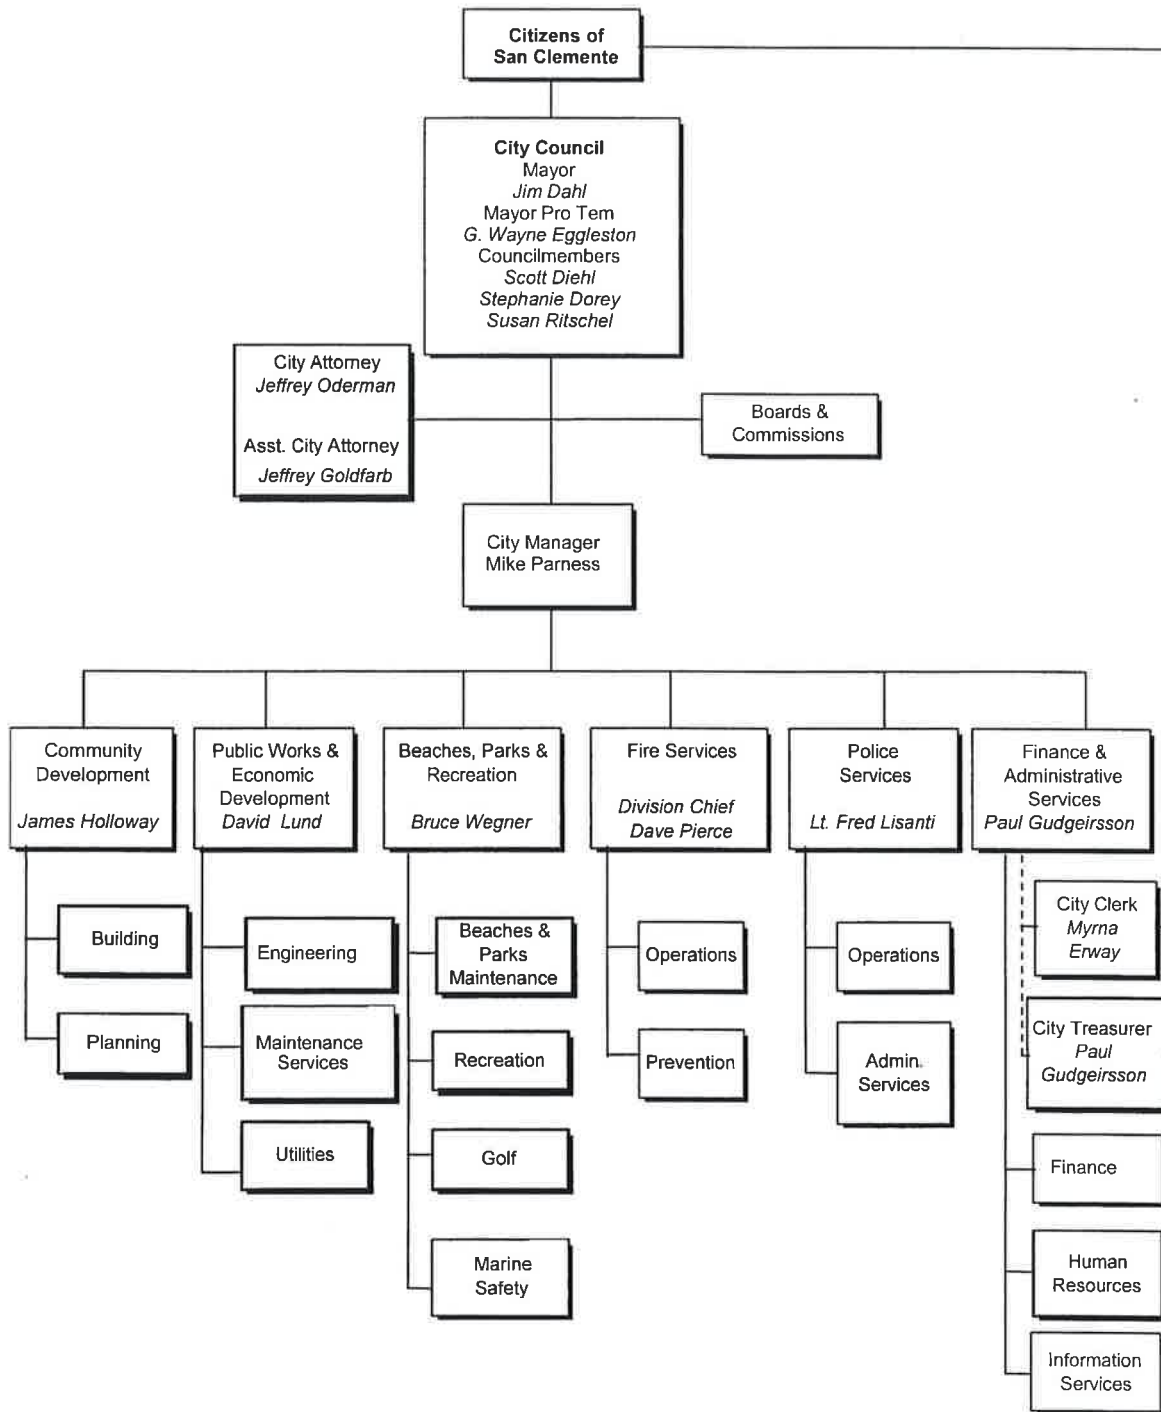 Citizens of
San Clemente
City Council
Mayor
Jim Dahl
Mayor Pro Tem
G. Wayne Eggleston
Councilmembers
Scott Diehl
Stephanie Dorey
Susan Ritschel
City Attorney
Jeffrey Oderman
Asst. City Attorney
Jeffrey Goldfarb
Boards &
Commissions
City Manager
Mike Parness
Community
Development
James Holloway
Public Works &
Economic
Development
David Lund
Beaches, Parks &
Recreation
Bruce Wegner
Fire Services
Division Chief
Dave Pierce
Police
Services
Lt. Fred Lisanti
Finance &
Administrative
Services
Paul Gudgeirsson
Building
Planning
Engineering
Maintenance
Services
Utilities
Beaches &
Parks
Maintenance
Recreation
Golf
Marine
Safety
Operations
Prevention
Operations
Admin.
Services
City Clerk
Myrna
Erway
City Treasurer
Paul
Gudgeirsson
Finance
Human
Resources
Information
Services